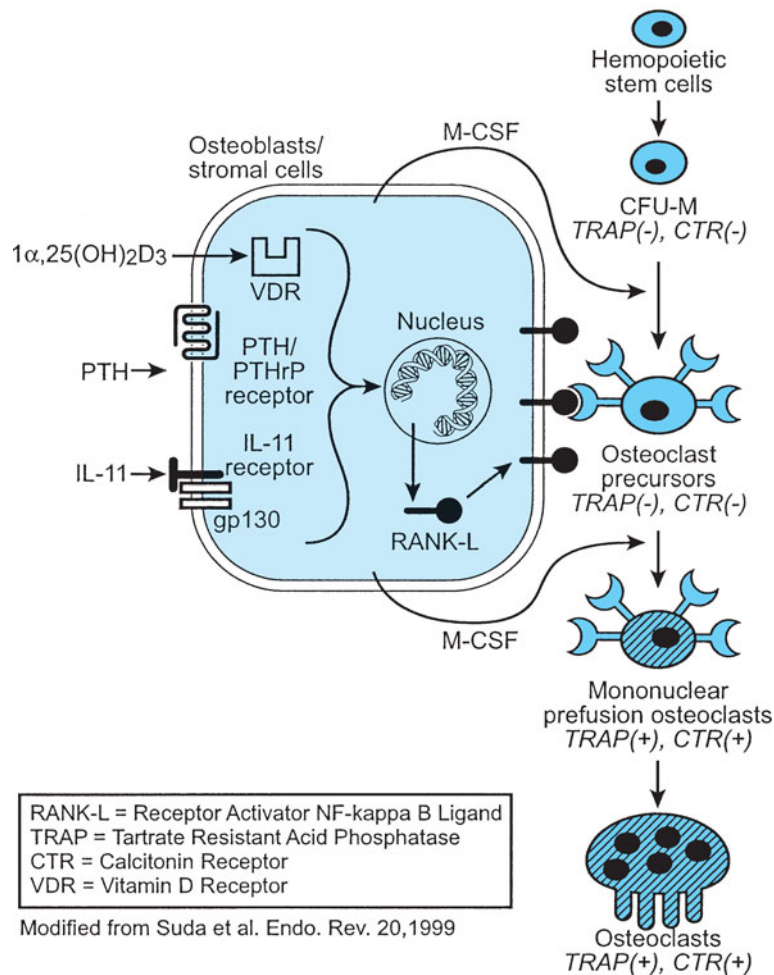 Hemopoietic
stem cells
M-CSF
Osteoblasts/
stromal cells
CFU-M
TRAP(-), CTR(-)
1α,25(OH)2D3
VDR
Nucleus
PTH/
PTHrP
receptor
PTH
IL-11
receptor
IL-11
gp130
RANK-L
Osteoclast
precursors
TRAP(-), CTR(-)
M-CSF
Mononuclear
prefusion osteoclasts
TRAP(+), CTR(+)
RANK-L = Receptor Activator NF-kappa B Ligand
TRAP = Tartrate Resistant Acid Phosphatase
CTR = Calcitonin Receptor
VDR = Vitamin D Receptor
Modified from Suda et al. Endo. Rev. 20,1999
Osteoclasts
TRAP(+), CTR(+)